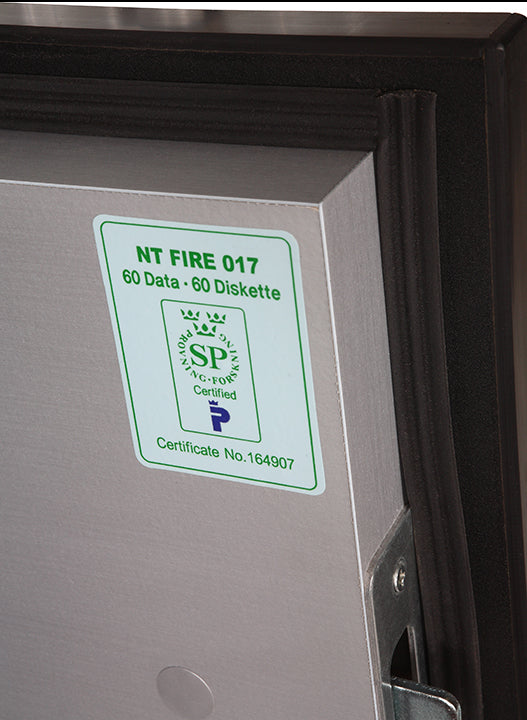 NT FIRE 017
60 Data · 60 Diskette
PROVNING · FORSKNING
SP
Certified
P
Certificate No.164907